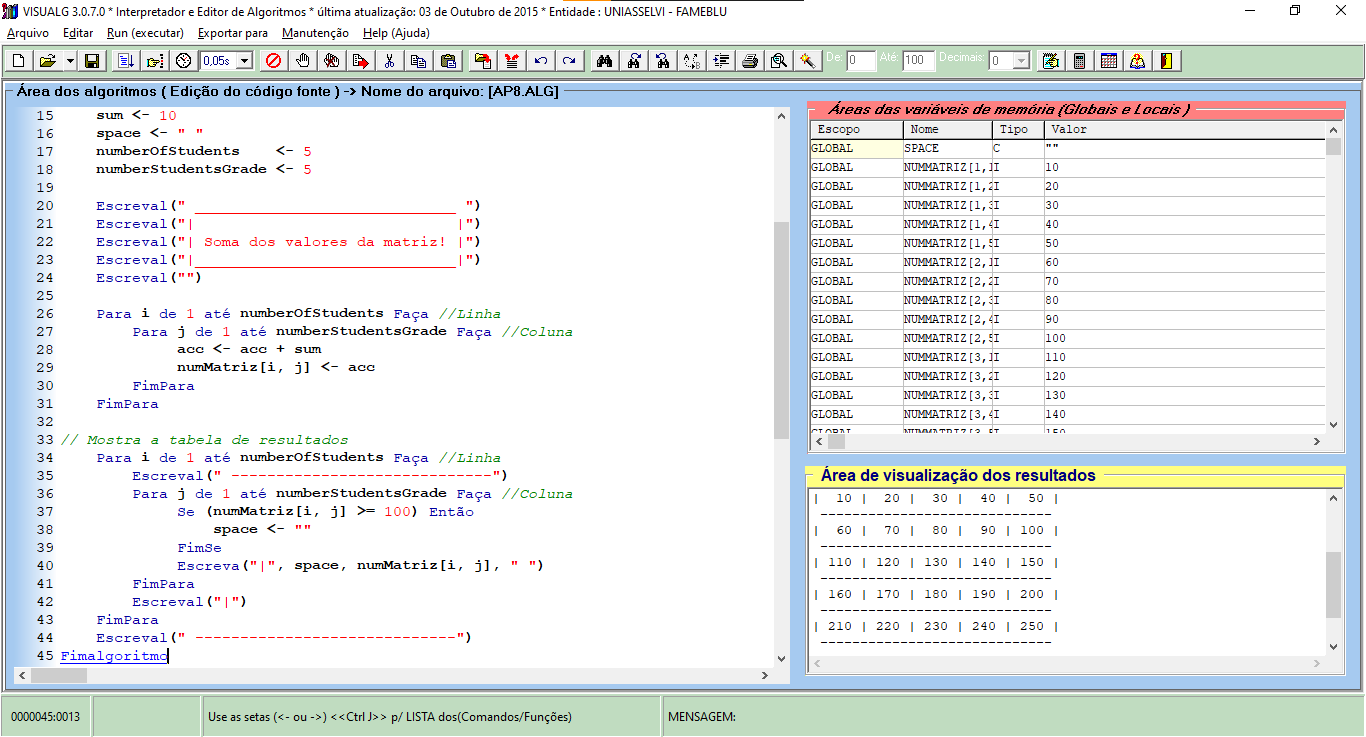 VISUALG 3.0.7.0 * Interpretador e Editor de Algoritmos * última atualização: 03 de Outubro de 2015 * Entidade : UNIASSELVI - FAMEBLU
Arquivo Editar Run (executar) Exportar para Manutenção Help (Ajuda)
0,05s De: 0 Até: 100 Decimais: 0
Área dos algoritmos ( Edição do código fonte ) -> Nome do arquivo: [AP8.ALG]
15 sum <- 10
16 space <- " "
17 numberOfStudents <- 5
18 numberStudentsGrade <- 5
19
20 Escreval(" _____________________________ ")
21 Escreval("| |")
22 Escreval("| Soma dos valores da matriz! |")
23 Escreval("|_____________________________|")
24 Escreval("")
25
26 Para i de 1 até numberOfStudents Faça //Linha
27 Para j de 1 até numberStudentsGrade Faça //Coluna
28 acc <- acc + sum
29 numMatriz[i, j] <- acc
30 FimPara
31 FimPara
32
33 // Mostra a tabela de resultados
34 Para i de 1 até numberOfStudents Faça //Linha
35 Escreval(" -----------------------------")
36 Para j de 1 até numberStudentsGrade Faça //Coluna
37 Se (numMatriz[i, j] >= 100) Então
38 space <- ""
39 FimSe
40 Escreva("|", space, numMatriz[i, j], " ")
41 FimPara
42 Escreval("|")
43 FimPara
44 Escreval(" -----------------------------")
45 Fimalgoritmo
Áreas das variáveis de memória (Globais e Locais )
Escopo Nome Tipo Valor
GLOBAL SPACE C ""
GLOBAL NUMMATRIZ[1,1 I 10
GLOBAL NUMMATRIZ[1,2 I 20
GLOBAL NUMMATRIZ[1,3 I 30
GLOBAL NUMMATRIZ[1,4 I 40
GLOBAL NUMMATRIZ[1,5 I 50
GLOBAL NUMMATRIZ[2,1 I 60
GLOBAL NUMMATRIZ[2,2 I 70
GLOBAL NUMMATRIZ[2,3 I 80
GLOBAL NUMMATRIZ[2,4 I 90
GLOBAL NUMMATRIZ[2,5 I 100
GLOBAL NUMMATRIZ[3,1 I 110
GLOBAL NUMMATRIZ[3,2 I 120
GLOBAL NUMMATRIZ[3,3 I 130
GLOBAL NUMMATRIZ[3,4 I 140
GLOBAL NUMMATRIZ[3,5 I 150
Área de visualização dos resultados
| 10 | 20 | 30 | 40 | 50 |
-----------------------------
| 60 | 70 | 80 | 90 | 100 |
-----------------------------
| 110 | 120 | 130 | 140 | 150 |
-----------------------------
| 160 | 170 | 180 | 190 | 200 |
-----------------------------
| 210 | 220 | 230 | 240 | 250 |
-----------------------------
0000045:0013 Use as setas (<- ou ->) <<Ctrl J>> p/ LISTA dos(Comandos/Funções) MENSAGEM: